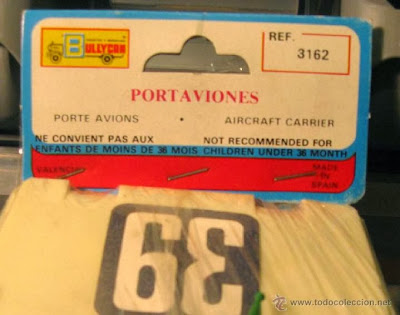 BULLYCAN
REF.
3162
PORTAVIONES
PORTE AVIONS · AIRCRAFT CARRIER
NE CONVIENT PAS AUX NOT RECOMMENDED FOR
ENFANTS DE MOINS DE 36 MOIS CHILDREN UNDER 36 MONTH
VALENCIA
MADE
IN
SPAIN
39
www.todocoleccion.net